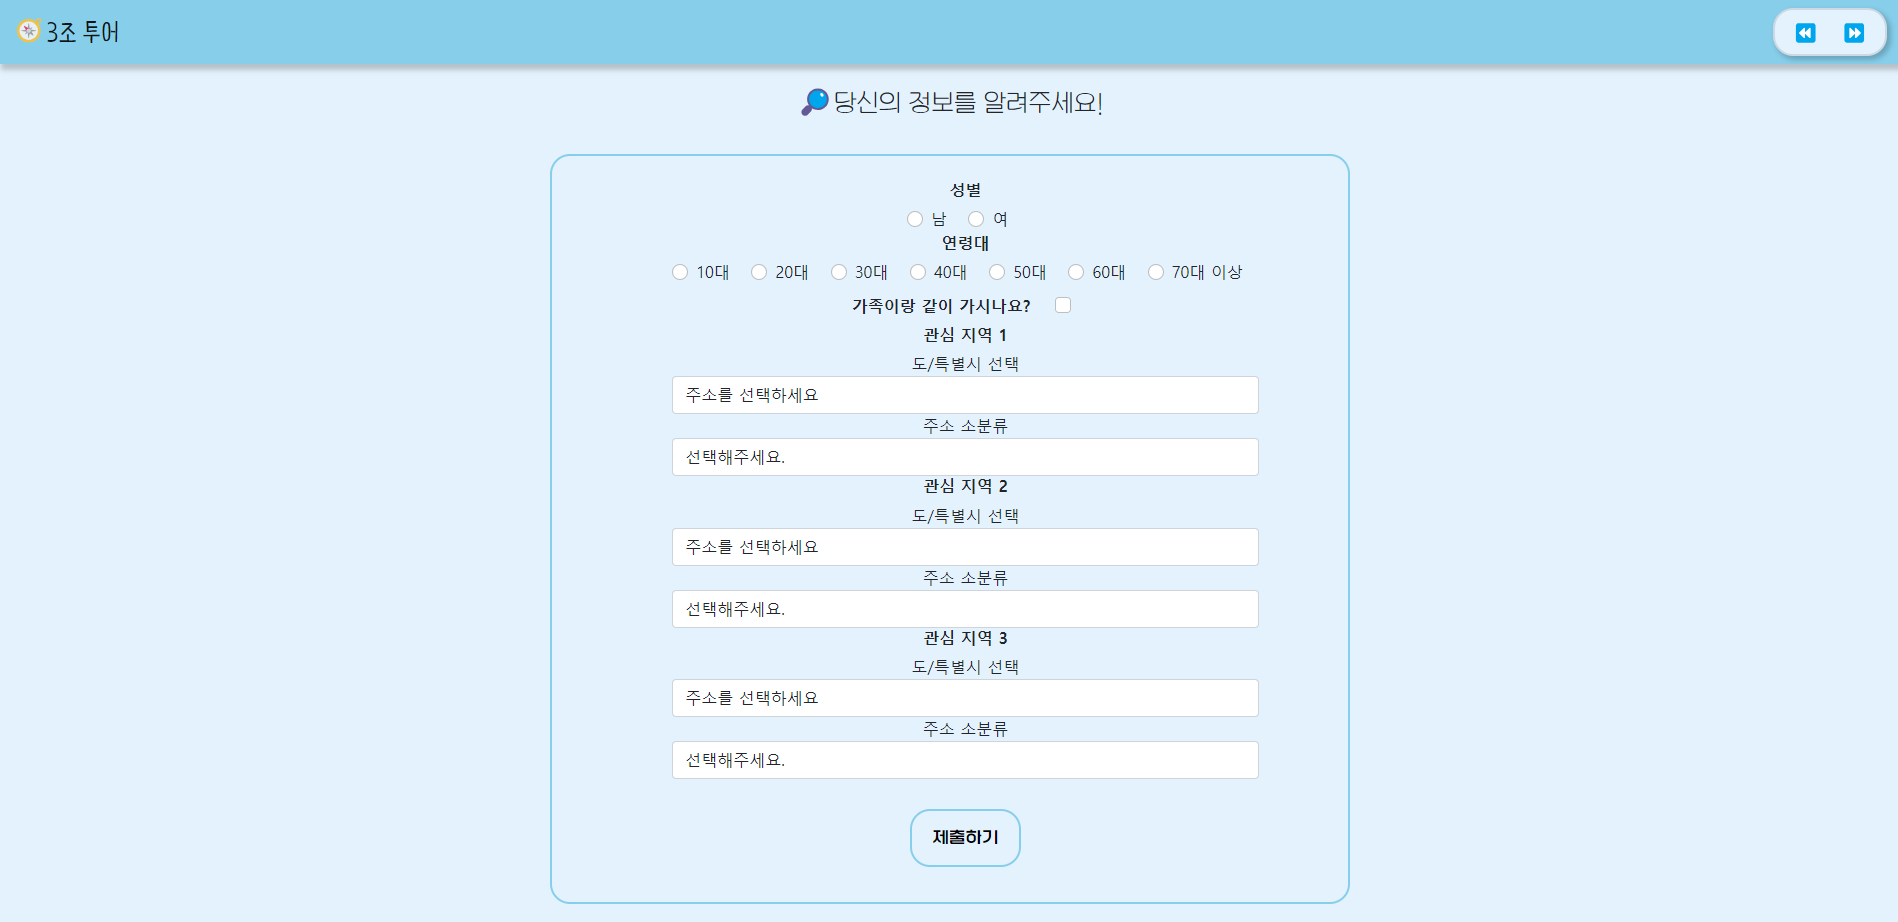 3조 투어
당신의 정보를 알려주세요!
성별
남 여
연령대
10대 20대 30대 40대 50대 60대 70대 이상
가족이랑 같이 가시나요?
관심 지역 1
도/특별시 선택
주소를 선택하세요
주소 소분류
선택해주세요.
관심 지역 2
도/특별시 선택
주소를 선택하세요
주소 소분류
선택해주세요.
관심 지역 3
도/특별시 선택
주소를 선택하세요
주소 소분류
선택해주세요.
제출하기